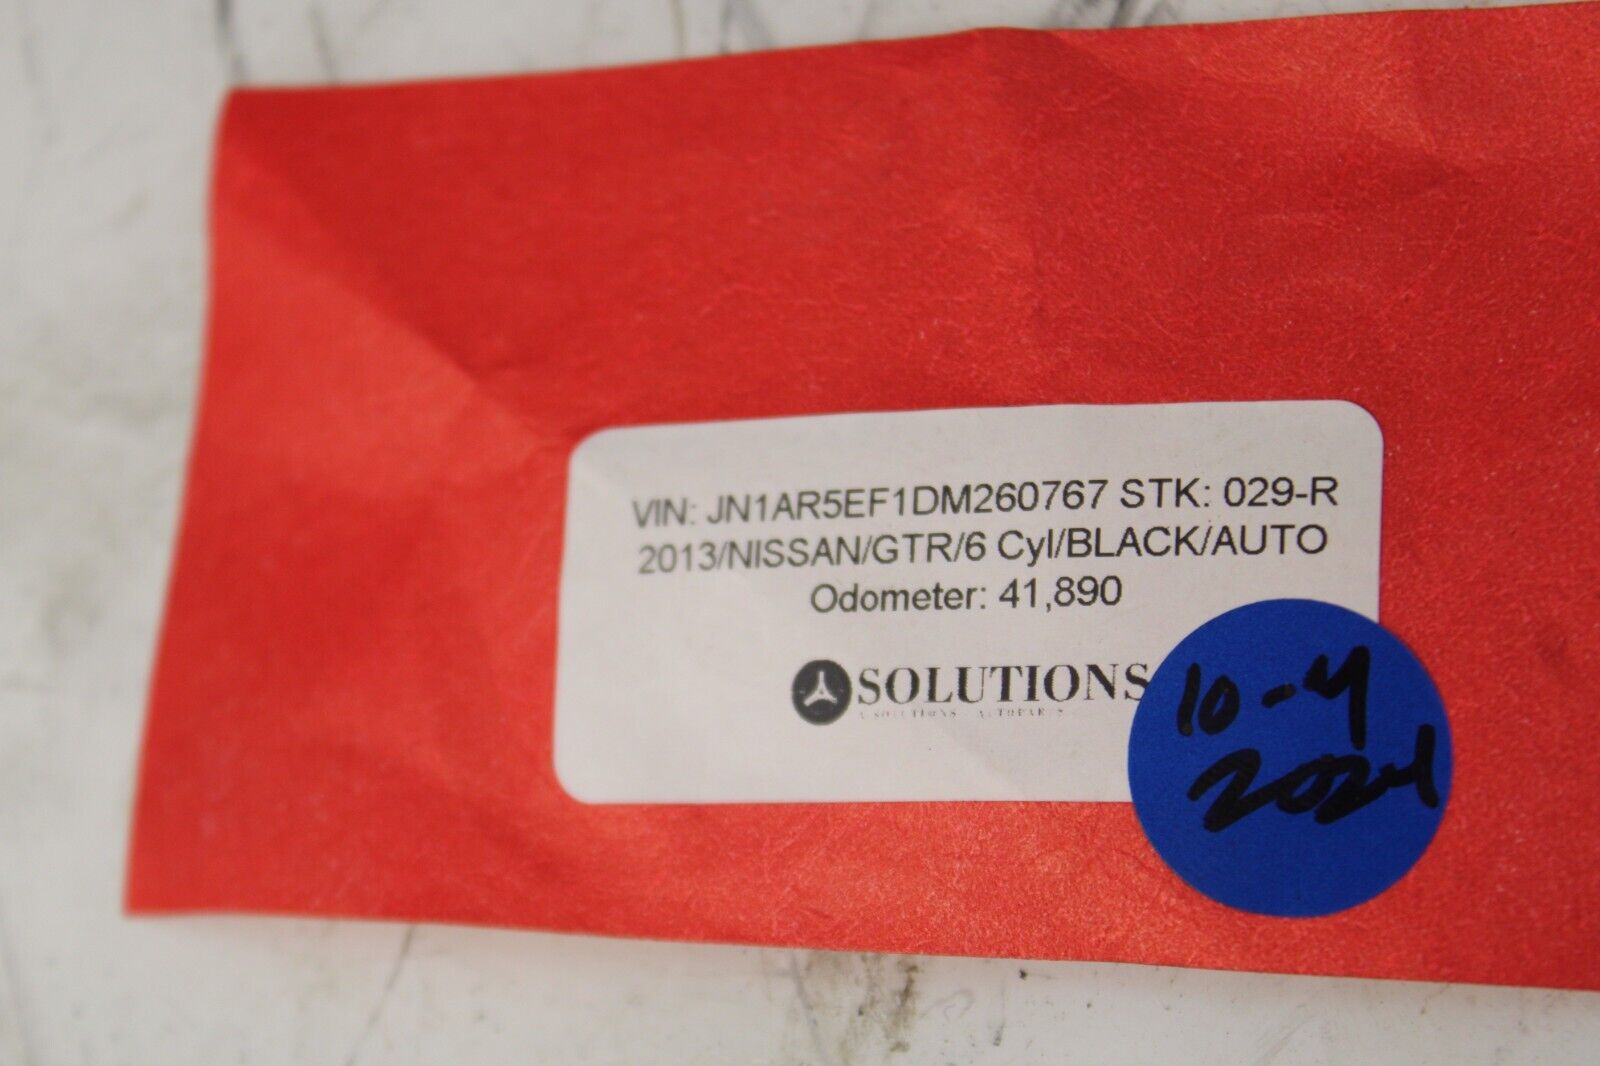 VIN: JN1AR5EF1DM260767 STK: 029-R
2013/NISSAN/GTR/6 Cyl/BLACK/AUTO
Odometer: 41,890
SOLUTIONS
10-4
2024